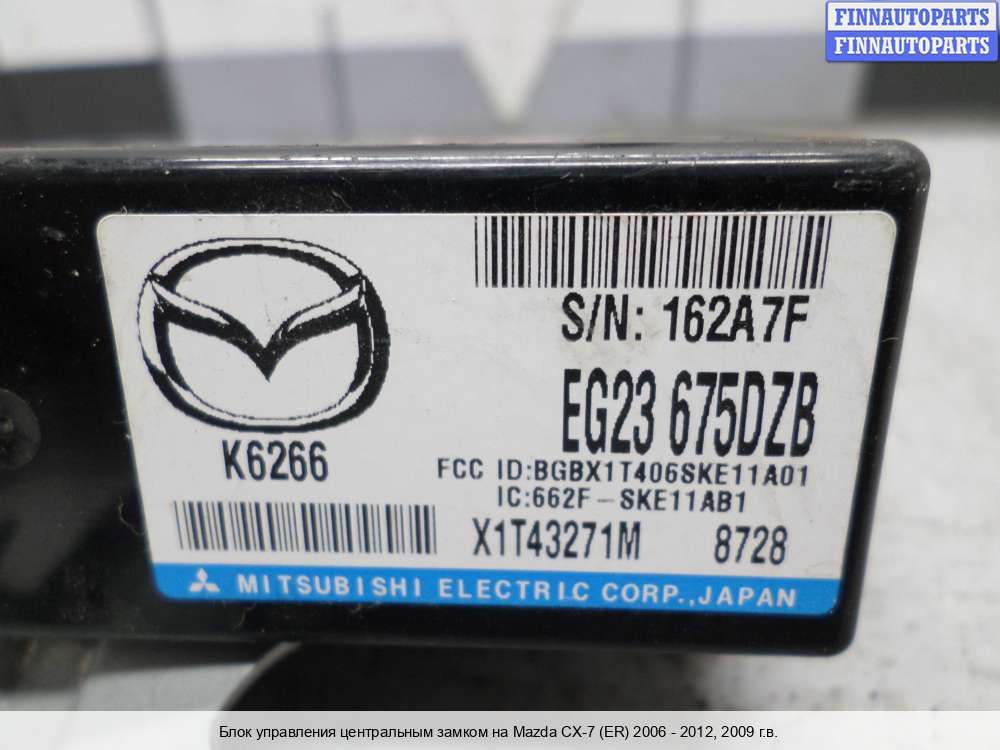 FINNAUTOPARTS
FINNAUTOPARTS
S/N: 162A7F
EG23 675DZB
K6266
FCC ID:BGBX1T406SKE11A01
IC:662F-SKE11AB1
X1T43271M 8728
MITSUBISHI ELECTRIC CORP.,JAPAN
Блок управления центральным замком на Mazda CX-7 (ER) 2006 - 2012, 2009 г.в.